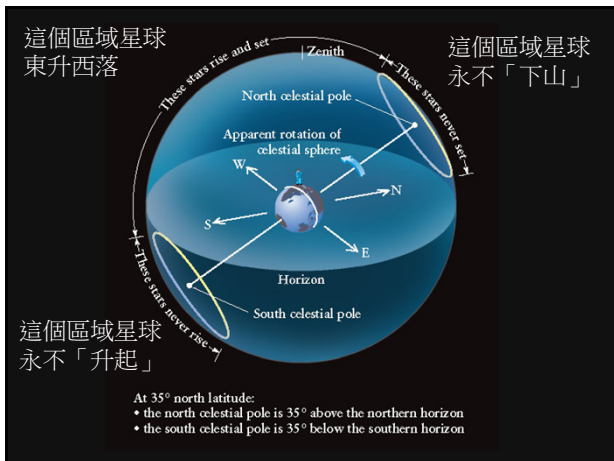 這個區域星球
東升西落
這個區域星球
永不「下山」
These stars rise and set
Zenith
These stars never set
North celestial pole
Apparent rotation of
celestial sphere
W
N
S
E
Horizon
These stars never rise
South celestial pole
這個區域星球
永不「升起」
At 35° north latitude:
• the north celestial pole is 35° above the northern horizon
• the south celestial pole is 35° below the southern horizon